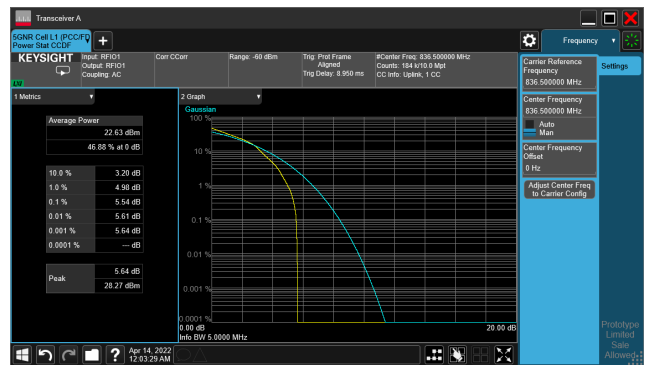 Transceiver A
5GNR Cell L1 (PCC/FD
Power Stat CCDF
Frequency
KEYSIGHT
Input: RFIO1
Output: RFIO1
Coupling: AC
Corr CCorr
Range: -60 dBm
Trig: Prot Frame
Aligned
Trig Delay: 8.950 ms
#Center Freq: 836.500000 MHz
Counts: 184 k/10.0 Mpt
CC Info: Uplink, 1 CC
LVI
1 Metrics
2 Graph
Gaussian
Average Power
22.63 dBm
46.88 % at 0 dB
10.0 % 3.20 dB
1.0 % 4.98 dB
0.1 % 5.54 dB
0.01 % 5.61 dB
0.001 % 5.64 dB
0.0001 % --- dB
Peak
5.64 dB
28.27 dBm
100 %
10 %
1 %
0.1 %
0.01 %
0.001 %
0.0001 %
0.00 dB
20.00 dB
Info BW 5.0000 MHz
Carrier Reference
Frequency
836.500000 MHz
Center Frequency
836.500000 MHz
Auto
Man
Center Frequency
Offset
0 Hz
Adjust Center Freq
to Carrier Config
Settings
Prototype
Limited
Sale
Allowed
Apr 14, 2022
12:03:29 AM